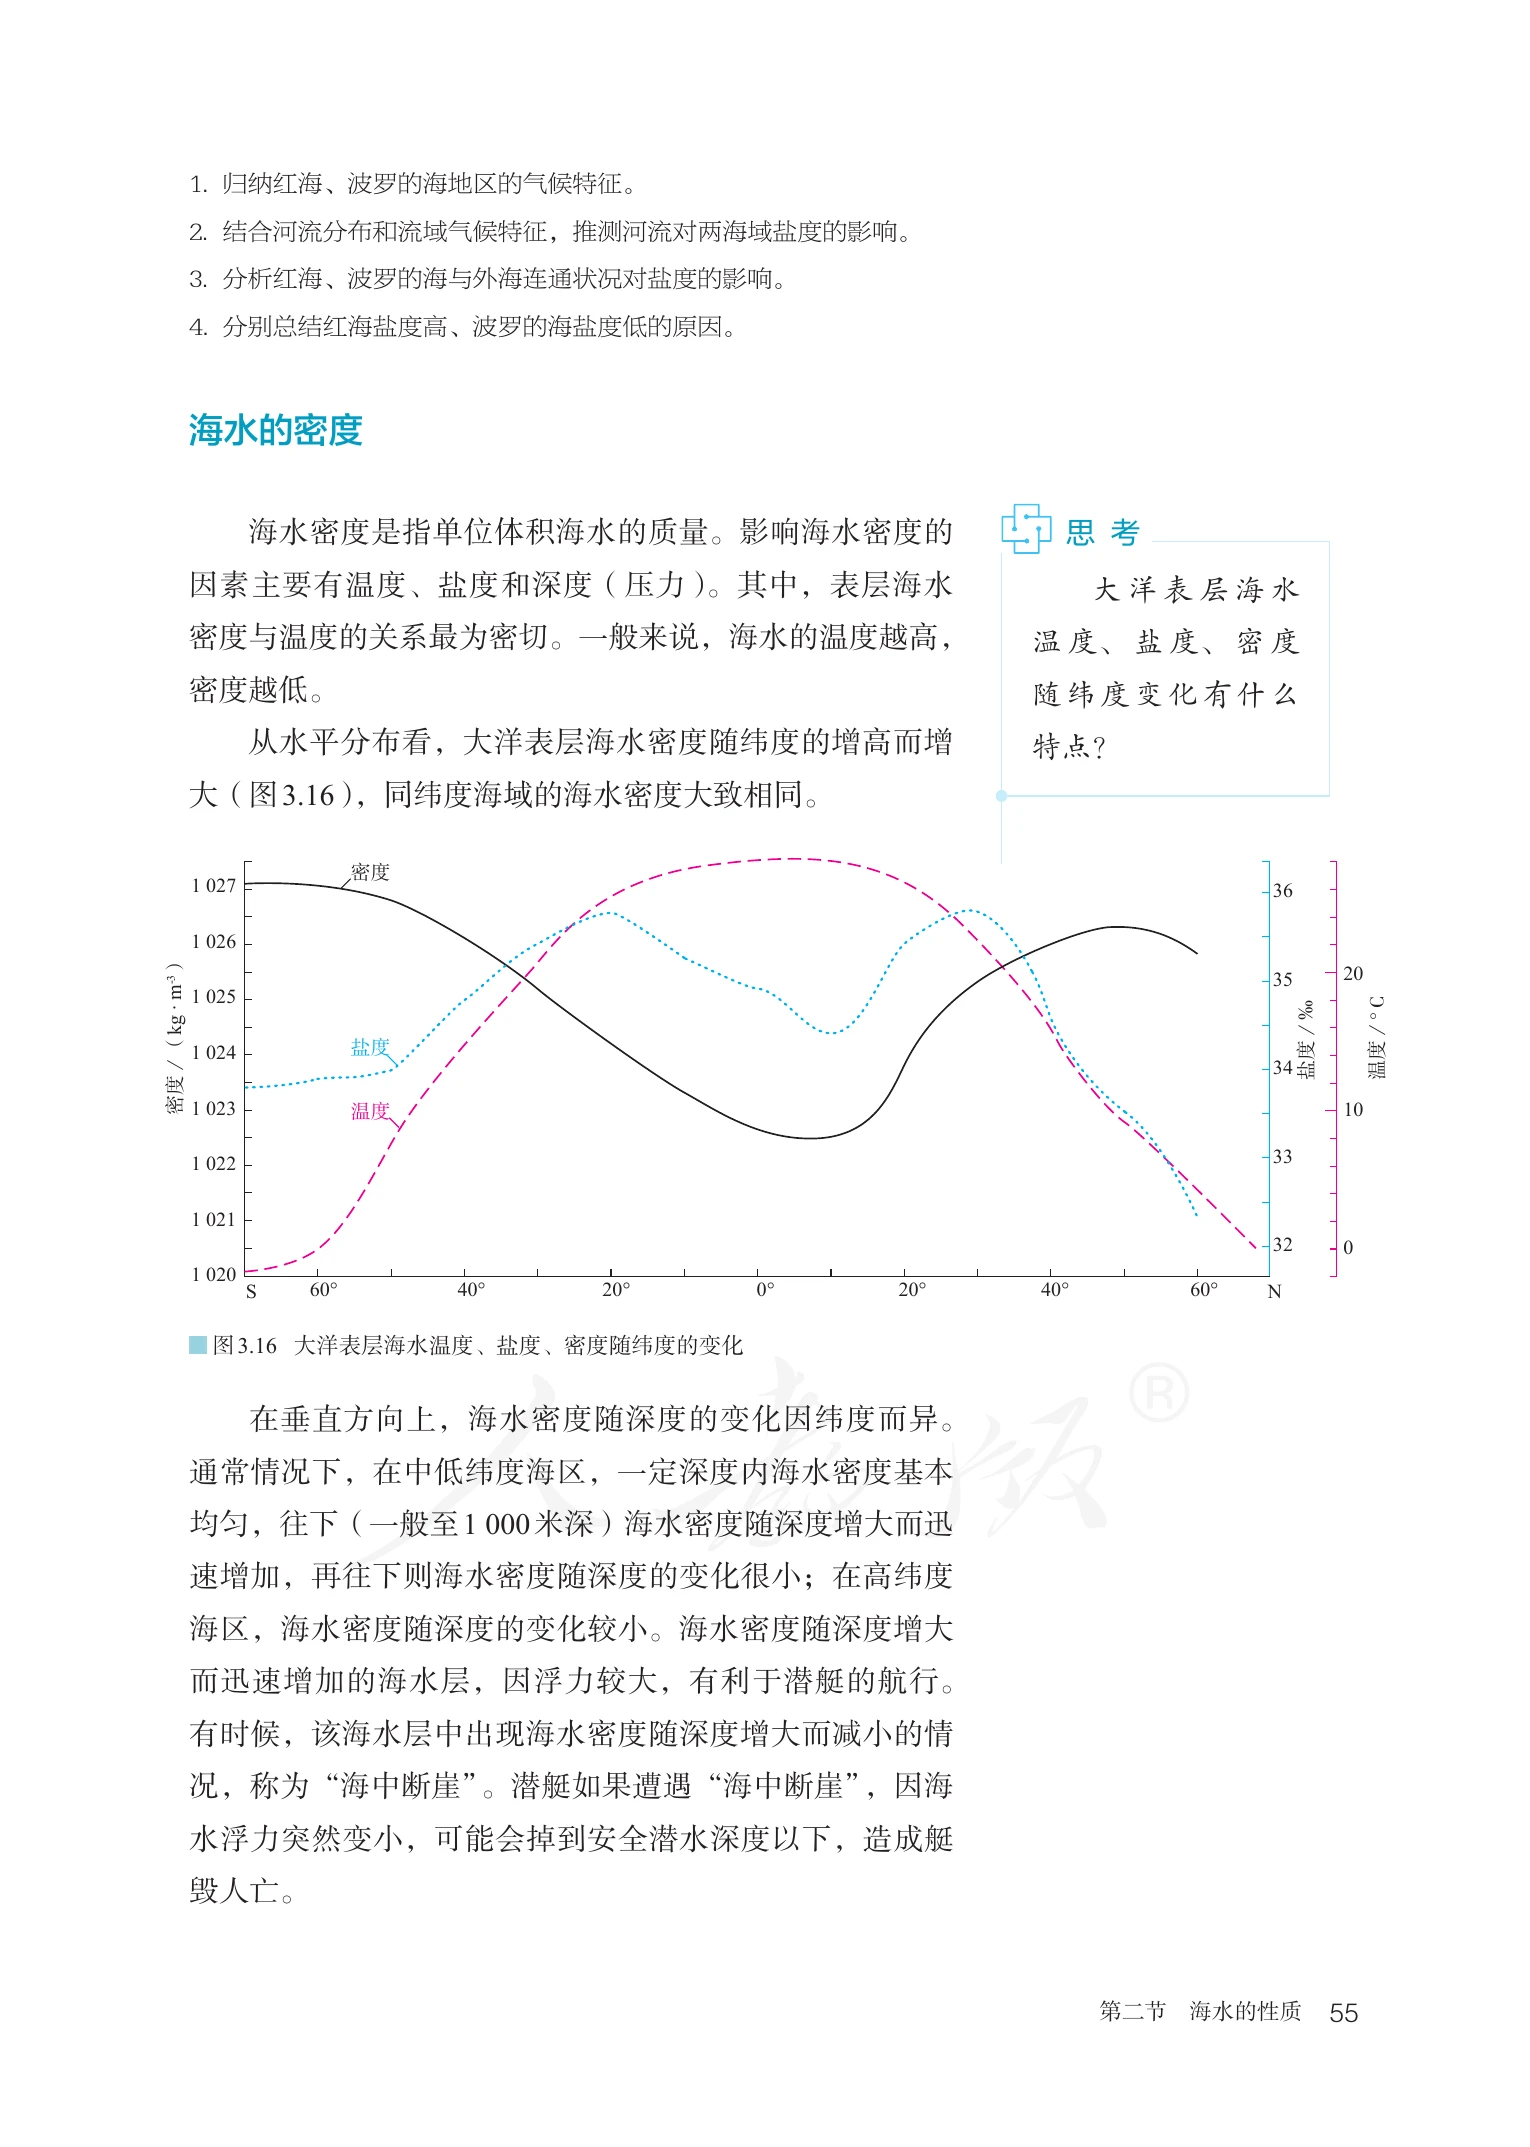 1. 归纳红海、波罗的海地区的气候特征。
2. 结合河流分布和流域气候特征，推测河流对两海域盐度的影响。
3. 分析红海、波罗的海与外海连通状况对盐度的影响。
4. 分别总结红海盐度高、波罗的海盐度低的原因。
海水的密度
海水密度是指单位体积海水的质量。影响海水密度的
因素主要有温度、盐度和深度（压力）。其中，表层海水
密度与温度的关系最为密切。一般来说，海水的温度越高，
密度越低。
从水平分布看，大洋表层海水密度随纬度的增高而增
大（图3.16），同纬度海域的海水密度大致相同。
思考
大洋表层海水
温度、盐度、密度
随纬度变化有什么
特点？
密度/（kg·m⁻³）
1 027
1 026
1 025
1 024
1 023
1 022
1 021
1 020
密度
盐度
温度
S
60°
40°
20°
0°
20°
40°
60°
N
36
35
34
33
32
盐度/‰
20
10
0
温度/°C
图3.16 大洋表层海水温度、盐度、密度随纬度的变化
在垂直方向上，海水密度随深度的变化因纬度而异。
通常情况下，在中低纬度海区，一定深度内海水密度基本
均匀，往下（一般至1 000米深）海水密度随深度增大而迅
速增加，再往下则海水密度随深度的变化很小；在高纬度
海区，海水密度随深度的变化较小。海水密度随深度增大
而迅速增加的海水层，因浮力较大，有利于潜艇的航行。
有时候，该海水层中出现海水密度随深度增大而减小的情
况，称为“海中断崖”。潜艇如果遭遇“海中断崖”，因海
水浮力突然变小，可能会掉到安全潜水深度以下，造成艇
毁人亡。
人教版®
第二节 海水的性质 55